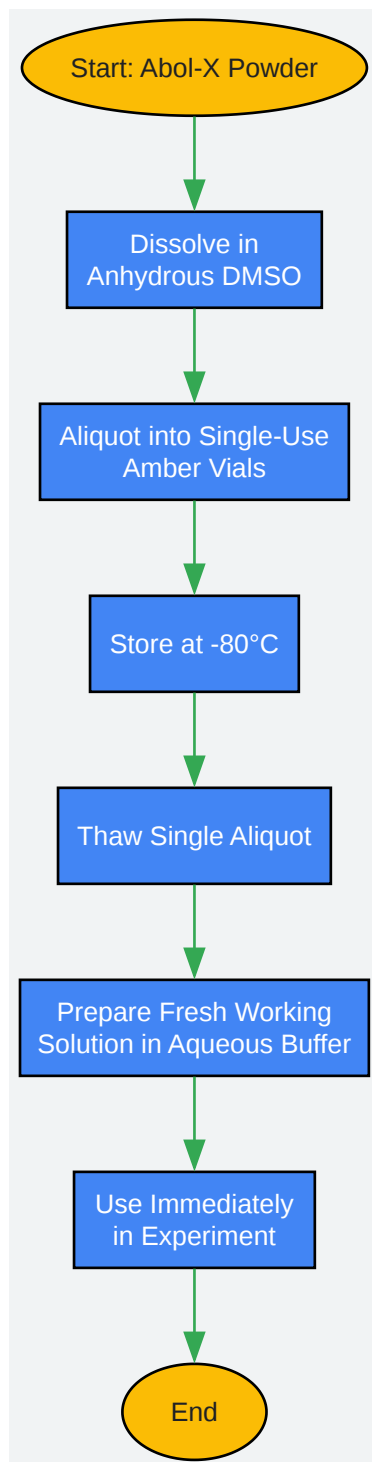 Start: Abol-X Powder
Dissolve in
Anhydrous DMSO
Aliquot into Single-Use
Amber Vials
Store at -80°C
Thaw Single Aliquot
Prepare Fresh Working
Solution in Aqueous Buffer
Use Immediately
in Experiment
End